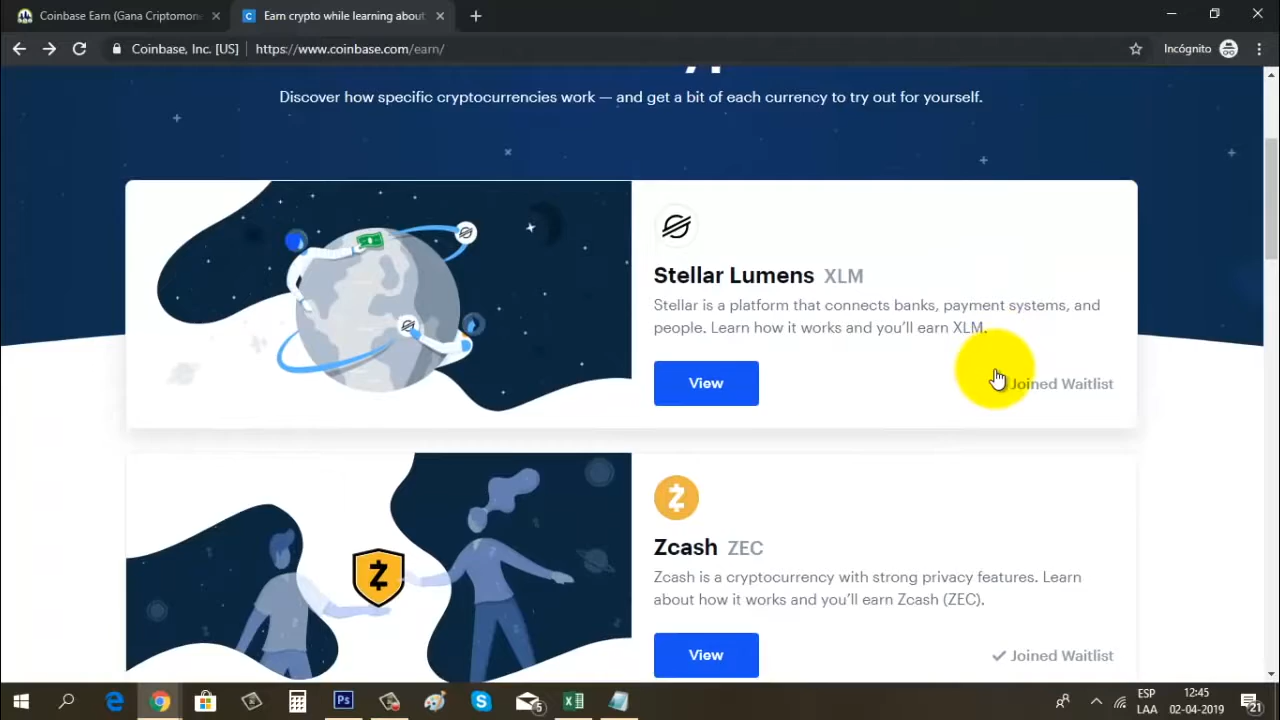 Coinbase Earn (Gana Criptomon
Earn crypto while learning about
Coinbase, Inc. [US] | https://www.coinbase.com/earn/
Incógnito
Discover how specific cryptocurrencies work — and get a bit of each currency to try out for yourself.
Stellar Lumens XLM
Stellar is a platform that connects banks, payment systems, and
people. Learn how it works and you’ll earn XLM.
View
Joined Waitlist
Zcash ZEC
Zcash is a cryptocurrency with strong privacy features. Learn
about how it works and you’ll earn Zcash (ZEC).
View
Joined Waitlist
ESP
LAA
12:45
02-04-2019
5
21